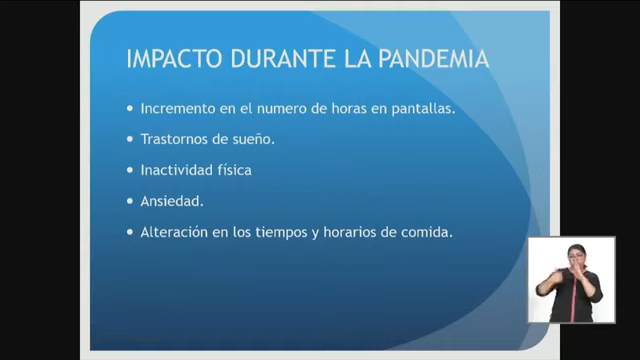 IMPACTO DURANTE LA PANDEMIA
• Incremento en el numero de horas en pantallas.
• Trastornos de sueño.
• Inactividad física
• Ansiedad.
• Alteración en los tiempos y horarios de comida.